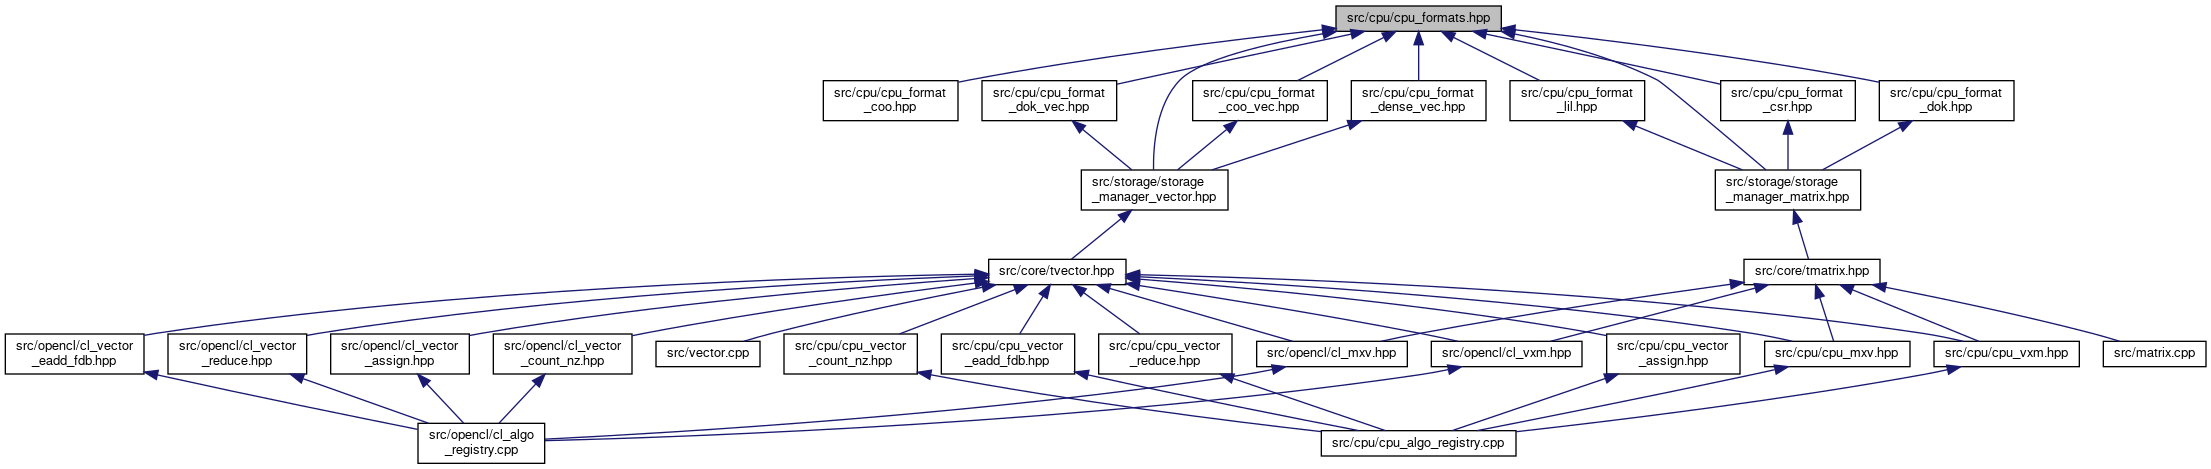 src/cpu/cpu_formats.hpp
src/cpu/cpu_format
_coo.hpp
src/cpu/cpu_format
_dok_vec.hpp
src/cpu/cpu_format
_coo_vec.hpp
src/cpu/cpu_format
_dense_vec.hpp
src/cpu/cpu_format
_lil.hpp
src/cpu/cpu_format
_csr.hpp
src/cpu/cpu_format
_dok.hpp
src/storage/storage
_manager_vector.hpp
src/storage/storage
_manager_matrix.hpp
src/core/tvector.hpp
src/core/tmatrix.hpp
src/opencl/cl_vector
_eadd_fdb.hpp
src/opencl/cl_vector
_reduce.hpp
src/opencl/cl_vector
_assign.hpp
src/opencl/cl_vector
_count_nz.hpp
src/vector.cpp
src/cpu/cpu_vector
_count_nz.hpp
src/cpu/cpu_vector
_eadd_fdb.hpp
src/cpu/cpu_vector
_reduce.hpp
src/opencl/cl_mxv.hpp
src/opencl/cl_vxm.hpp
src/cpu/cpu_vector
_assign.hpp
src/cpu/cpu_mxv.hpp
src/cpu/cpu_vxm.hpp
src/matrix.cpp
src/opencl/cl_algo
_registry.cpp
src/cpu/cpu_algo_registry.cpp